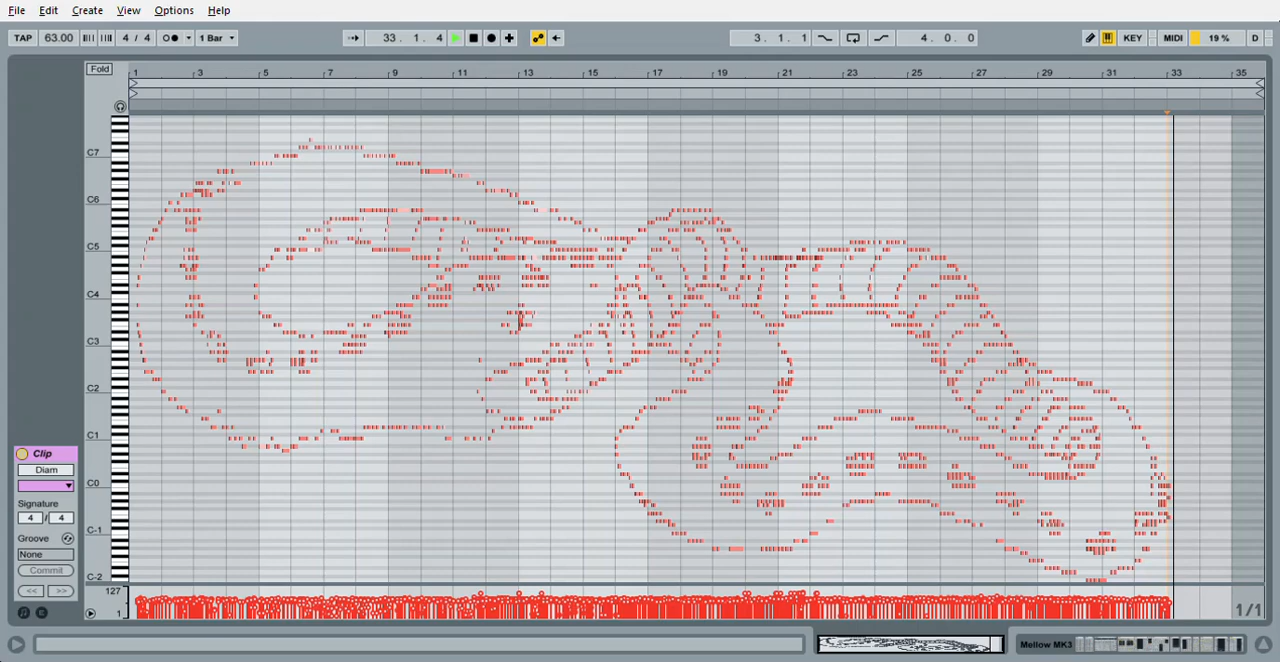 File Edit Create View Options Help
TAP 63.00 4 / 4 1 Bar 33. 1. 4 3. 1. 1 4. 0. 0 KEY MIDI 19 % D
Fold 1 3 5 7 9 11 13 15 17 19 21 23 25 27 29 31 33 35
C7
C6
C5
C4
C3
C2
C1
C0
C-1
C-2
Clip
Diam
Signature
4 / 4
Groove
None
Commit
<< >>
127
1
1/1
Mellow MK3